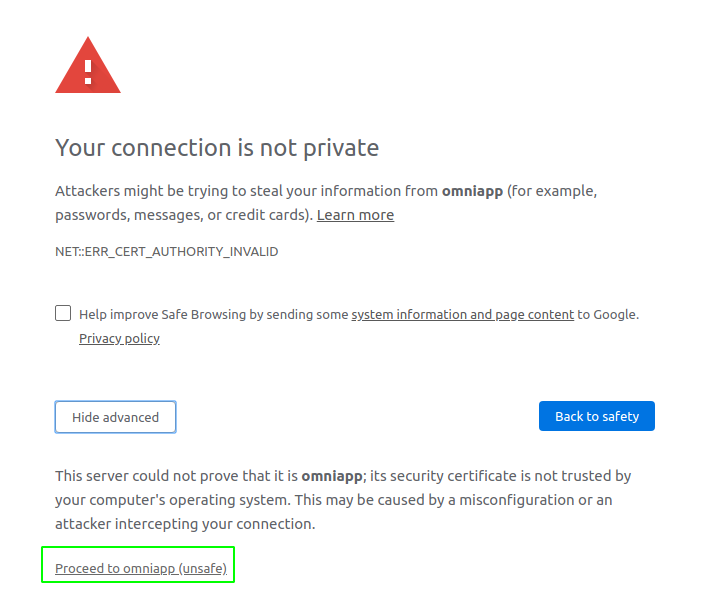 Your connection is not private
Attackers might be trying to steal your information from omniapp (for example,
passwords, messages, or credit cards). Learn more
NET::ERR_CERT_AUTHORITY_INVALID
Help improve Safe Browsing by sending some system information and page content to Google.
Privacy policy
Hide advanced
Back to safety
This server could not prove that it is omniapp; its security certificate is not trusted by
your computer's operating system. This may be caused by a misconfiguration or an
attacker intercepting your connection.
Proceed to omniapp (unsafe)